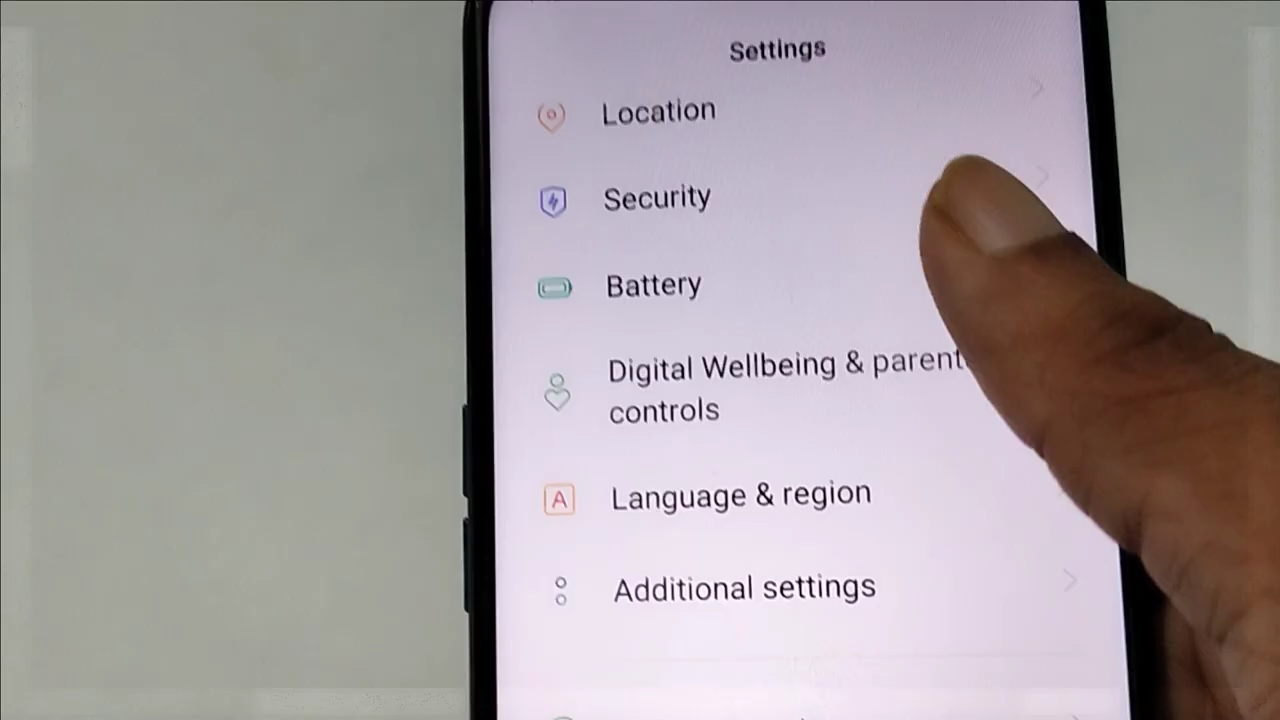 Settings
Location
Security
Battery
Digital Wellbeing & parent
controls
A Language & region
Additional settings